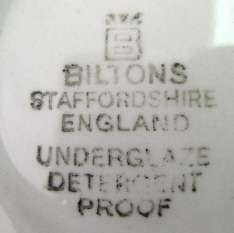 B
BILTONS
STAFFORDSHIRE
ENGLAND
UNDERGLAZE
DETERGENT
PROOF